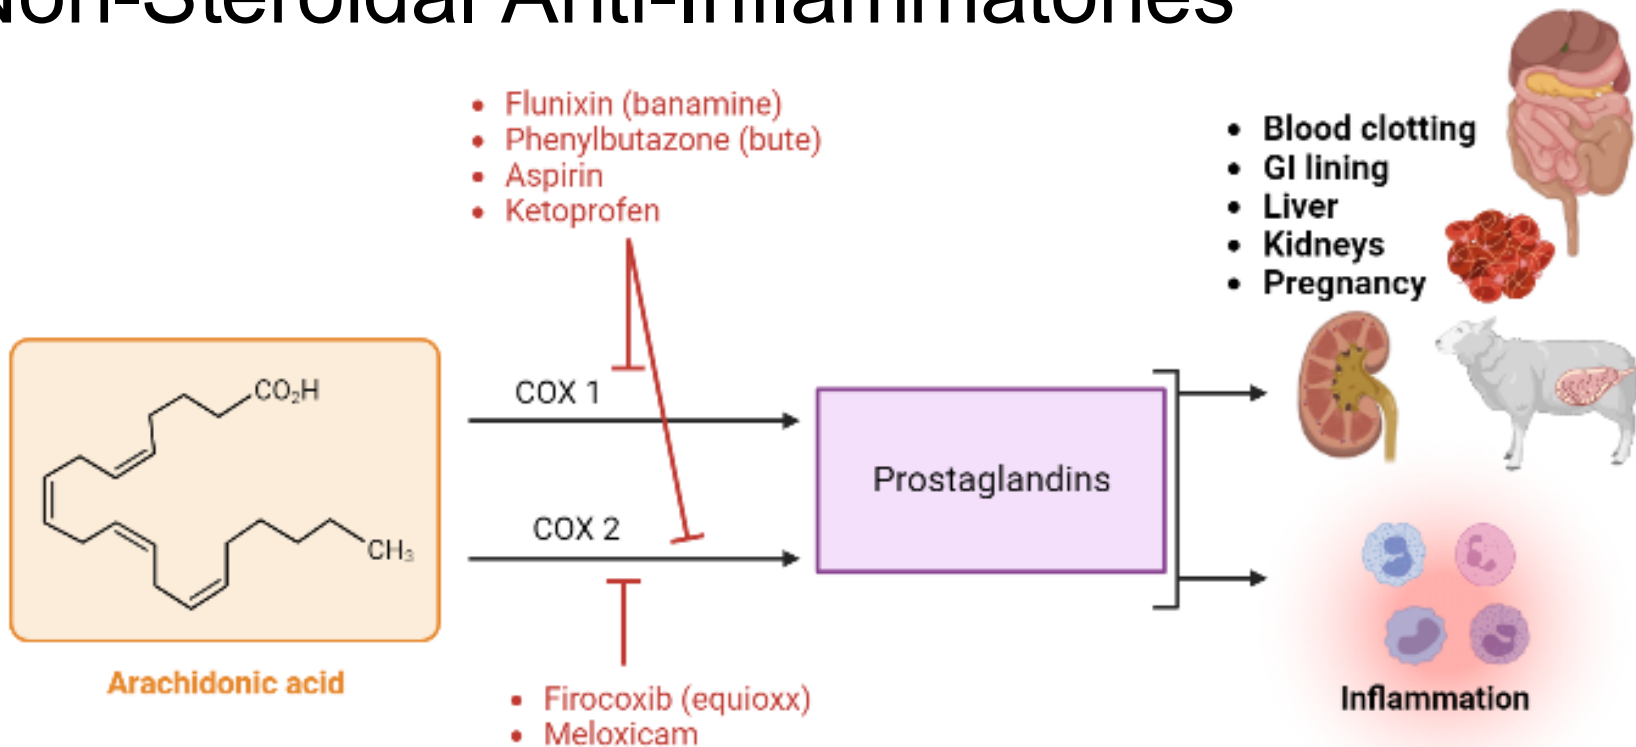 Non-Steroidal Anti-Inflammatories
• Flunixin (banamine)
• Phenylbutazone (bute)
• Aspirin
• Ketoprofen
• Blood clotting
• GI lining
• Liver
• Kidneys
• Pregnancy
CO₂H
CH₃
Arachidonic acid
COX 1
COX 2
Prostaglandins
• Firocoxib (equioxx)
• Meloxicam
Inflammation